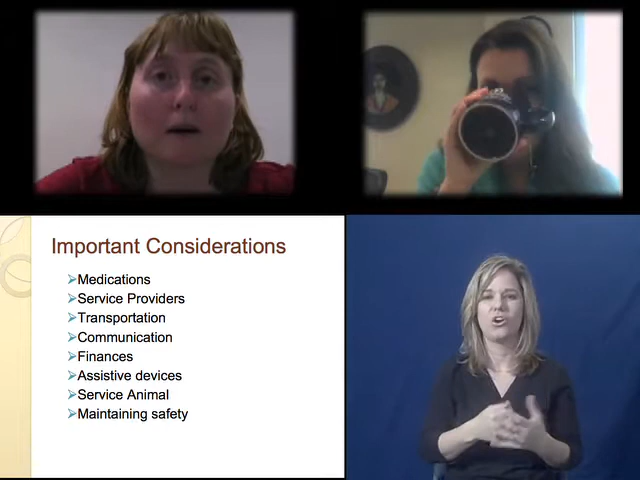 Important Considerations
Medications
Service Providers
Transportation
Communication
Finances
Assistive devices
Service Animal
Maintaining safety